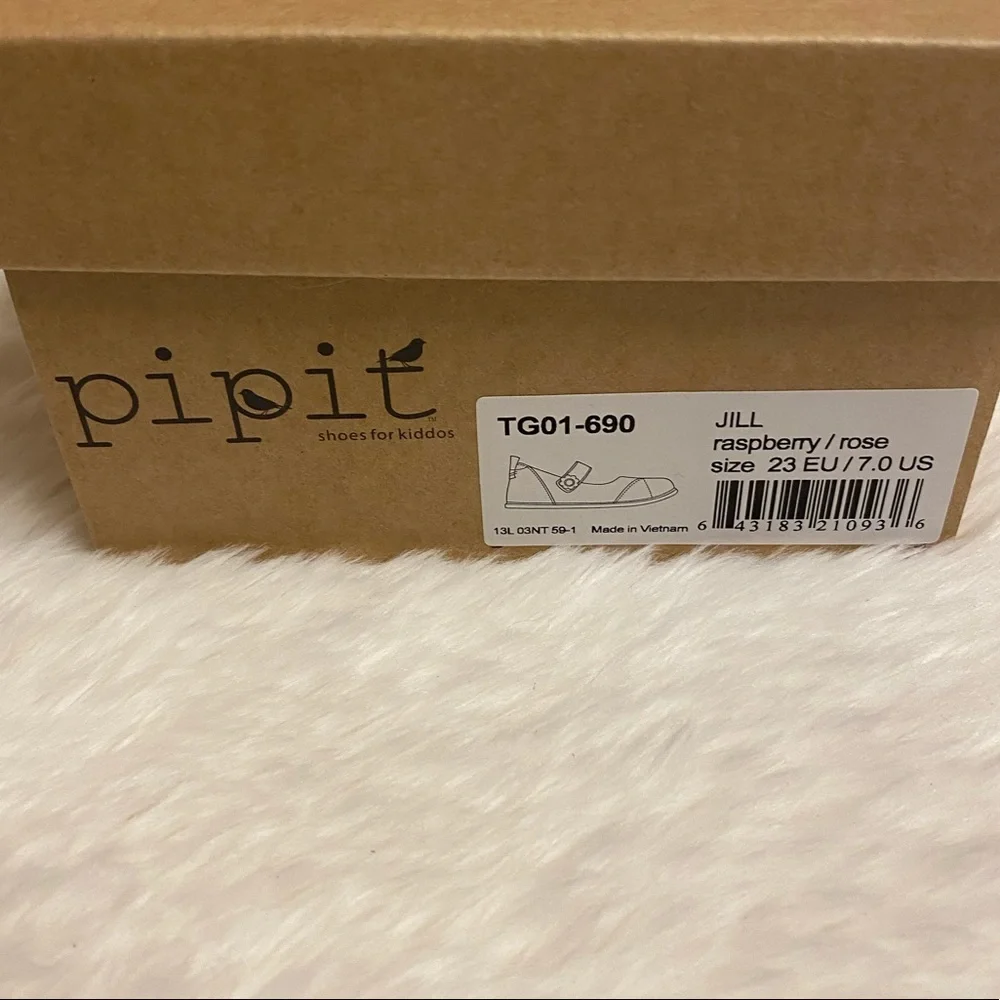 pipit™
shoes for kiddos
TG01-690
JILL
raspberry / rose
size 23 EU / 7.0 US
13L 03NT 59-1 Made in Vietnam
6 43183 21093 6